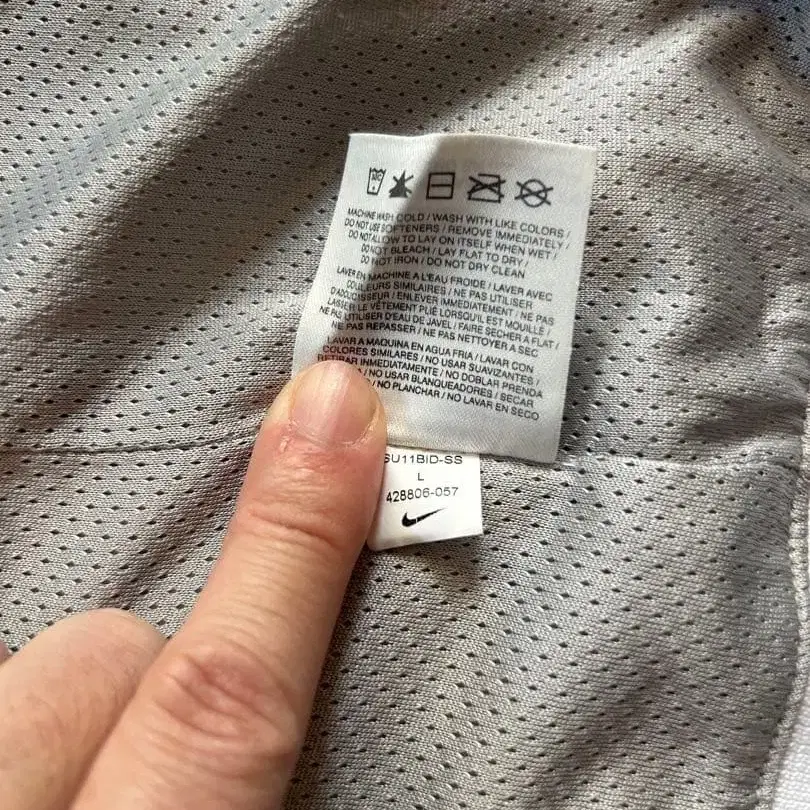 MACHINE WASH COLD / WASH WITH LIKE COLORS /
DO NOT USE SOFTENERS / REMOVE IMMEDIATELY /
DO NOT ALLOW TO LAY ON ITSELF WHEN WET /
DO NOT BLEACH / LAY FLAT TO DRY /
DO NOT IRON / DO NOT DRY CLEAN
LAVER EN MACHINE A L'EAU FROIDE / LAVER AVEC
COULEURS SIMILAIRES / NE PAS UTILISER
D'ADOUCISSEUR / ENLEVER IMMEDIATEMENT / NE PAS
LAISSER LE VÊTEMENT PLIÉ LORSQU'IL EST MOUILLÉ /
NE PAS UTILISER D'EAU DE JAVEL / FAIRE SECHER A PLAT /
NE PAS REPASSER / NE PAS NETTOYER A SEC
LAVAR A MAQUINA EN AGUA FRIA / LAVAR CON
COLORES SIMILARES / NO USAR SUAVIZANTES /
RETIRAR INMEDIATAMENTE / NO DOBLAR PRENDA
/ NO USAR BLANQUEADORES / SECAR
/ NO PLANCHAR / NO LAVAR EN SECO
SU11BID-SS
L
428806-057